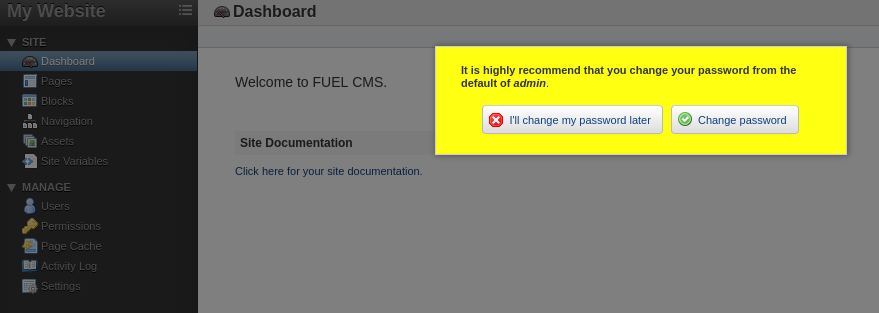 My Website
Dashboard
SITE
Dashboard
Pages
Blocks
Navigation
Assets
Site Variables
MANAGE
Users
Permissions
Page Cache
Activity Log
Settings
Welcome to FUEL CMS.
Site Documentation
Click here for your site documentation.
It is highly recommend that you change your password from the
default of admin.
I'll change my password later
Change password